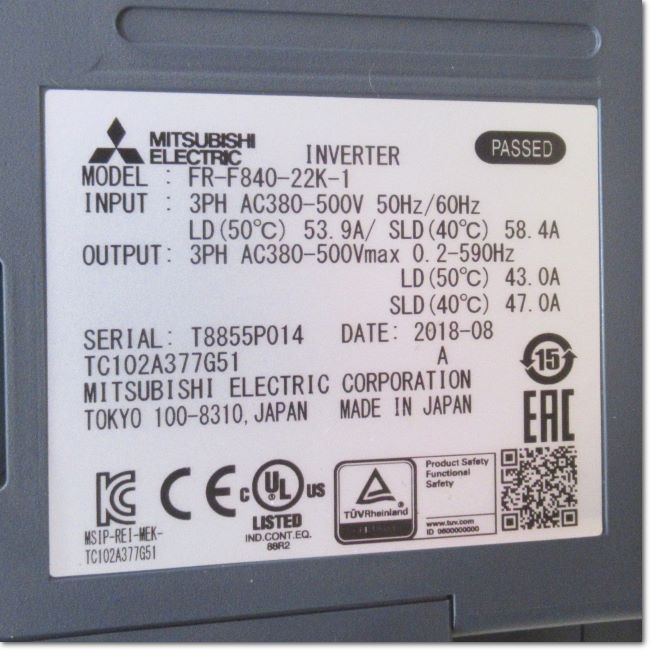 MITSUBISHI
ELECTRIC INVERTER PASSED
MODEL : FR-F840-22K-1
INPUT : 3PH AC380-500V 50Hz/60Hz
LD(50℃) 53.9A/ SLD(40℃) 58.4A
OUTPUT: 3PH AC380-500Vmax 0.2-590Hz
LD(50℃) 43.0A
SLD(40℃) 47.0A
SERIAL: T8855P014 DATE: 2018-08
TC102A377G51 A
15
MITSUBISHI ELECTRIC CORPORATION
TOKYO 100-8310, JAPAN MADE IN JAPAN
EAC
KC CE c UL US
LISTED
IND.CONT.EQ.
88R2
MSIP-REI-MEK-
TC102A377G51
TÜVRheinland
Product Safety
Functional
Safety
www.tuv.com
ID 0600000000